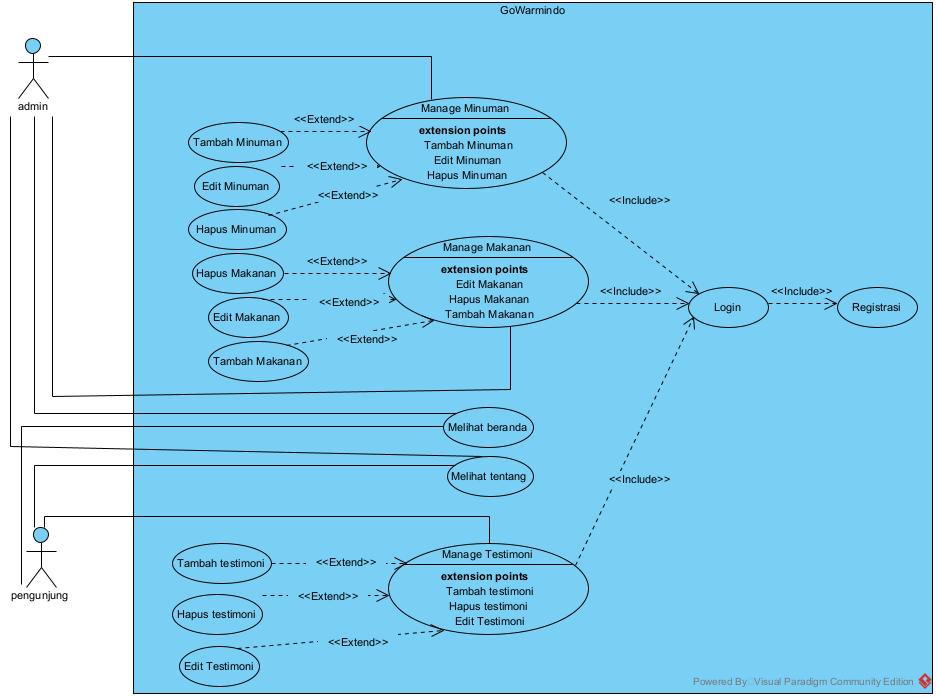 GoWarmindo
admin
Manage Minuman
extension points
Tambah Minuman
Edit Minuman
Hapus Minuman
<<Extend>>
Tambah Minuman
<<Extend>>
Edit Minuman
<<Extend>>
Hapus Minuman
<<Include>>
Manage Makanan
extension points
Edit Makanan
Hapus Makanan
Tambah Makanan
<<Extend>>
Hapus Makanan
<<Extend>>
Edit Makanan
<<Extend>>
Tambah Makanan
<<Include>>
Login
<<Include>>
Registrasi
Melihat beranda
Melihat tentang
<<Include>>
pengunjung
Manage Testimoni
extension points
Tambah testimoni
Hapus testimoni
Edit Testimoni
<<Extend>>
Tambah testimoni
<<Extend>>
Hapus testimoni
<<Extend>>
Edit Testimoni
Powered By: Visual Paradigm Community Edition